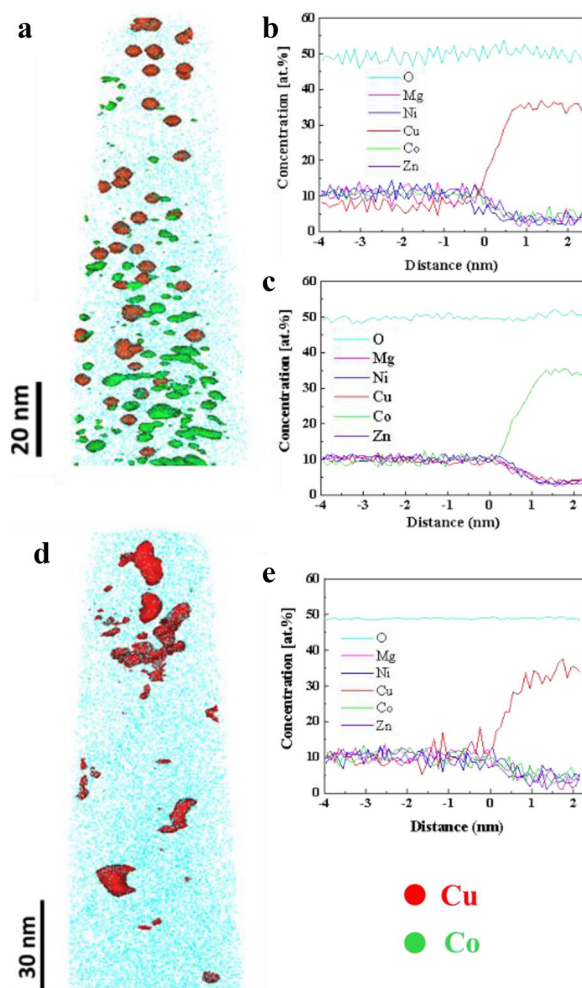 a
20 nm
b
Concentration [at.%]
60
50
40
30
20
10
0
O
Mg
Ni
Cu
Co
Zn
-4 -3 -2 -1 0 1 2
Distance (nm)
c
Concentration [at.%]
60
50
40
30
20
10
0
O
Mg
Ni
Cu
Co
Zn
-4 -3 -2 -1 0 1 2
Distance (nm)
d
30 nm
e
Concentration [at.%]
60
50
40
30
20
10
0
O
Mg
Ni
Cu
Co
Zn
-4 -3 -2 -1 0 1 2
Distance (nm)
Cu
Co